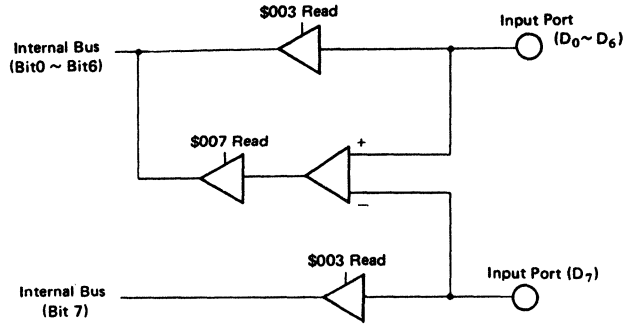 $003 Read
Input Port
(D₀~ D₆)
Internal Bus
(Bit0 ~ Bit6)
$007 Read
+
−
$003 Read
Input Port (D₇)
Internal Bus
(Bit 7)